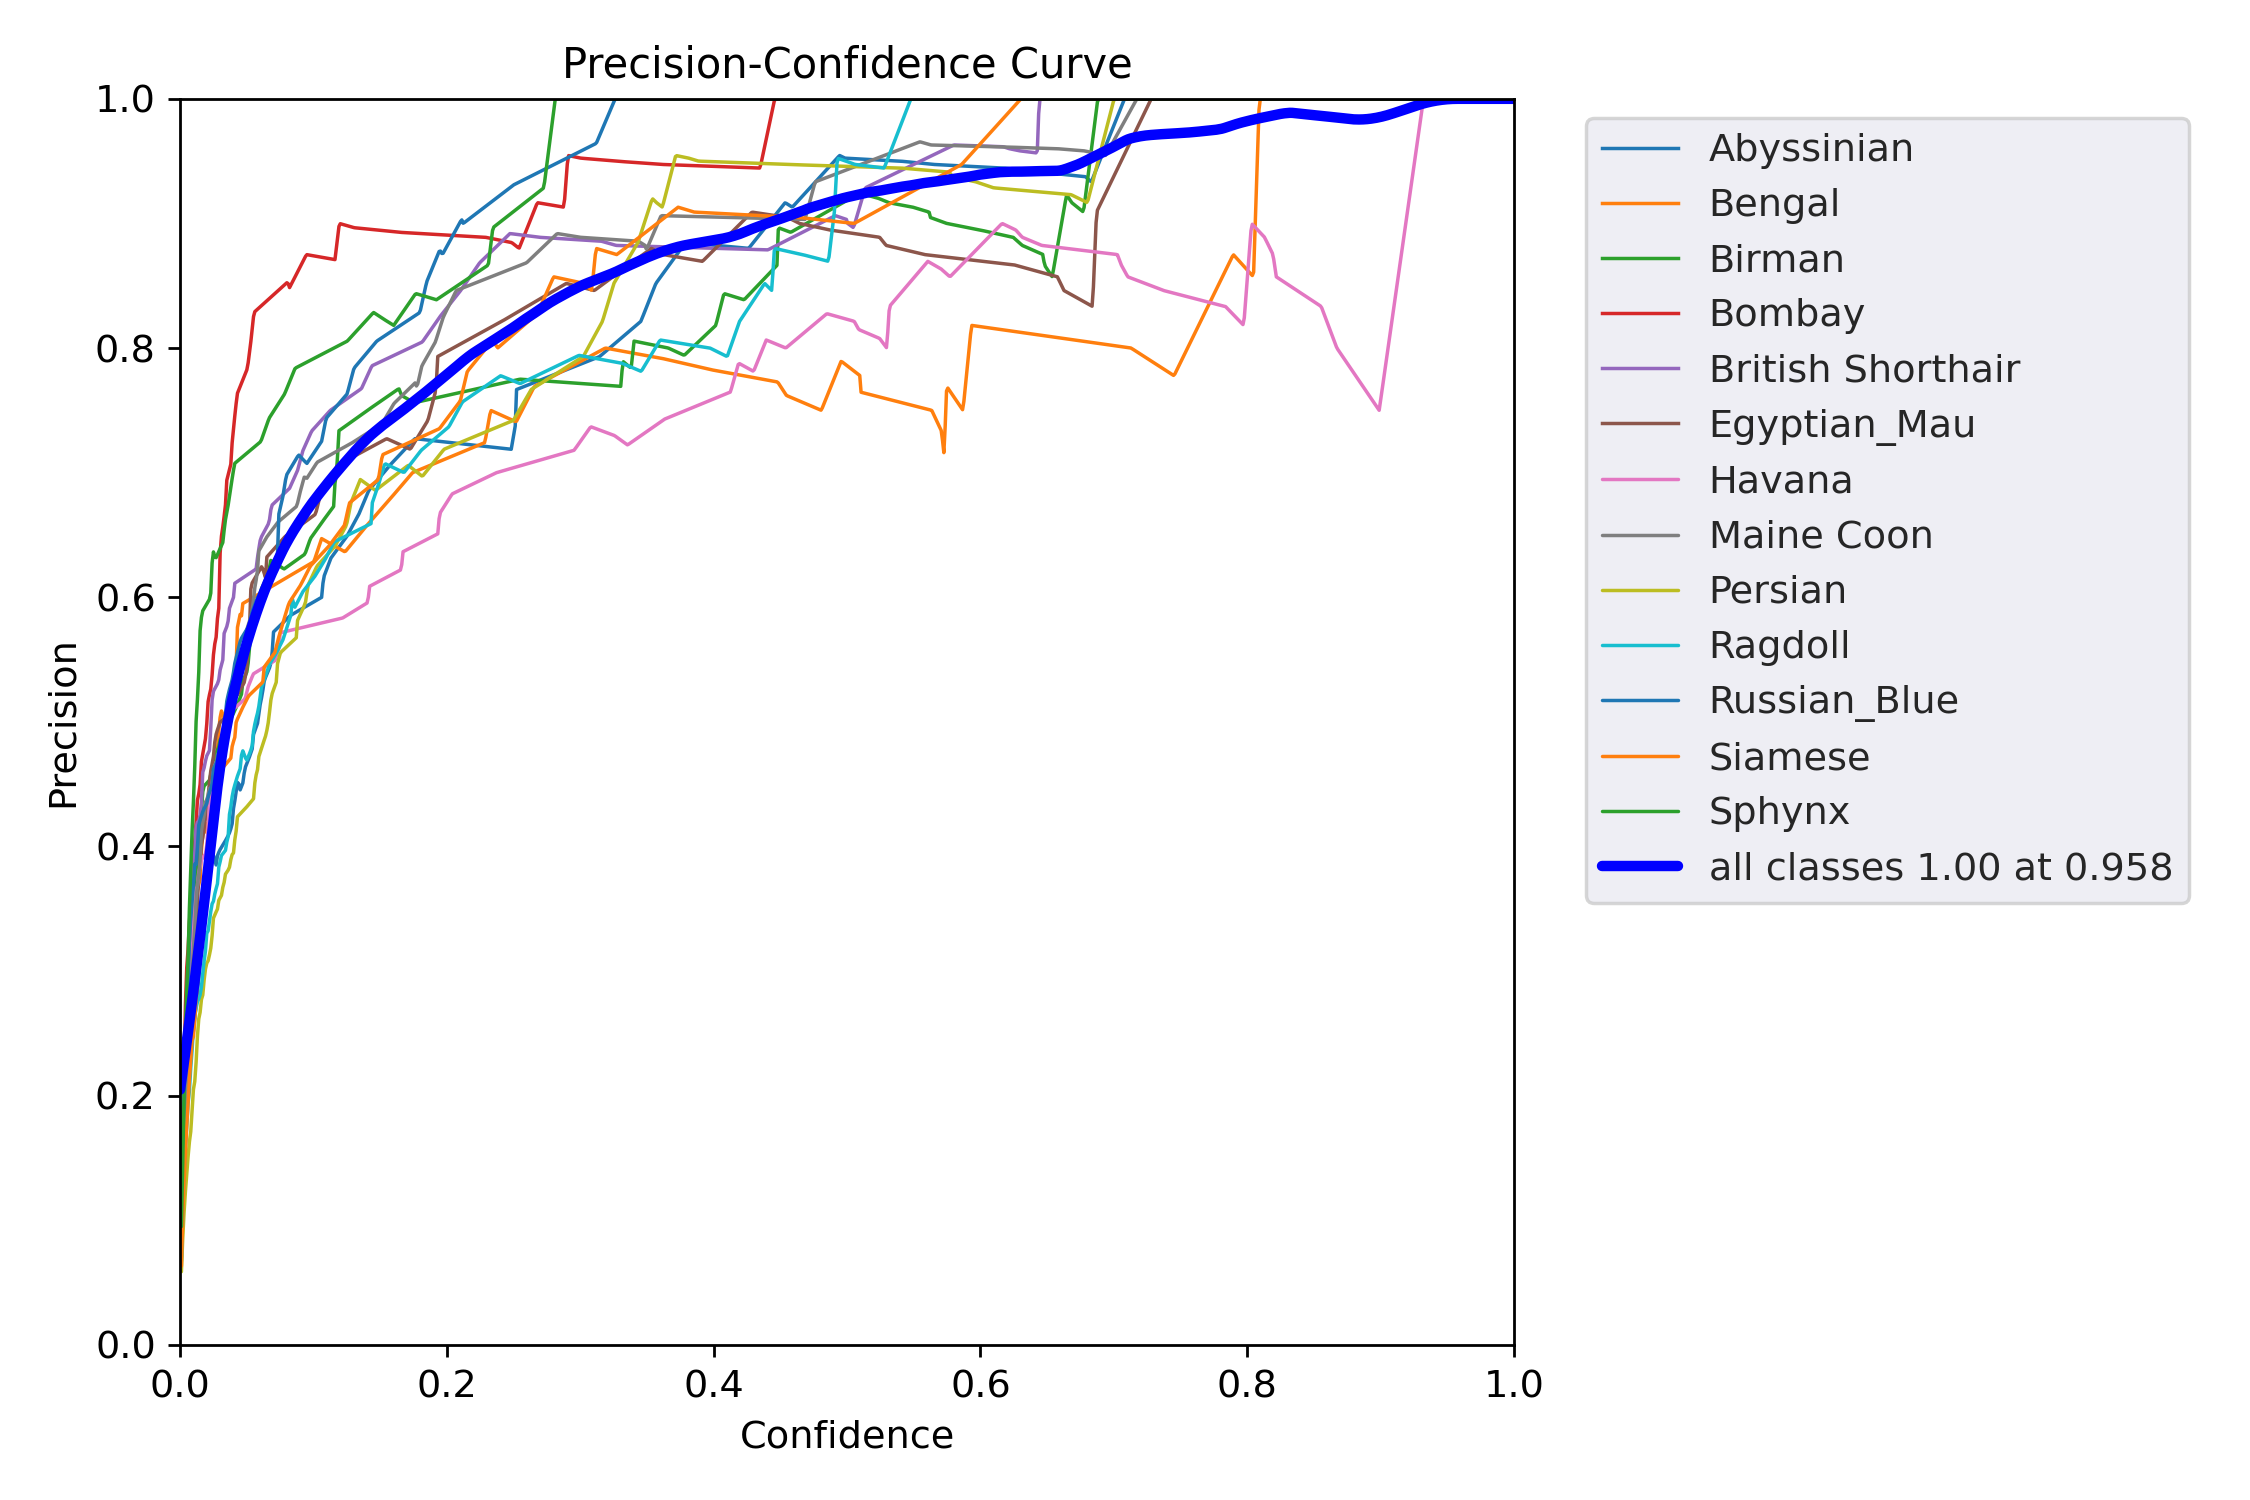 Precision-Confidence Curve
1.0
0.8
0.6
0.4
0.2
0.0
Precision
0.0 0.2 0.4 0.6 0.8 1.0
Confidence
Abyssinian
Bengal
Birman
Bombay
British Shorthair
Egyptian_Mau
Havana
Maine Coon
Persian
Ragdoll
Russian_Blue
Siamese
Sphynx
all classes 1.00 at 0.958